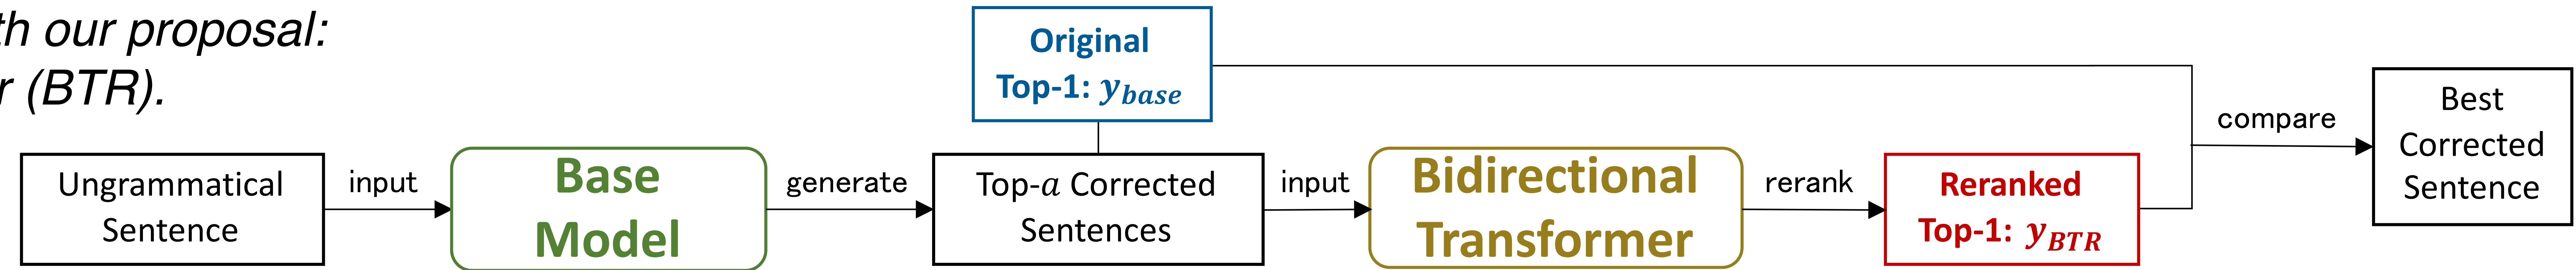 th our proposal:
r (BTR).
Ungrammatical
Sentence
input
Base
Model
generate
Original
Top-1: y_base
Top-a Corrected
Sentences
input
Bidirectional
Transformer
rerank
Reranked
Top-1: y_BTR
compare
Best
Corrected
Sentence